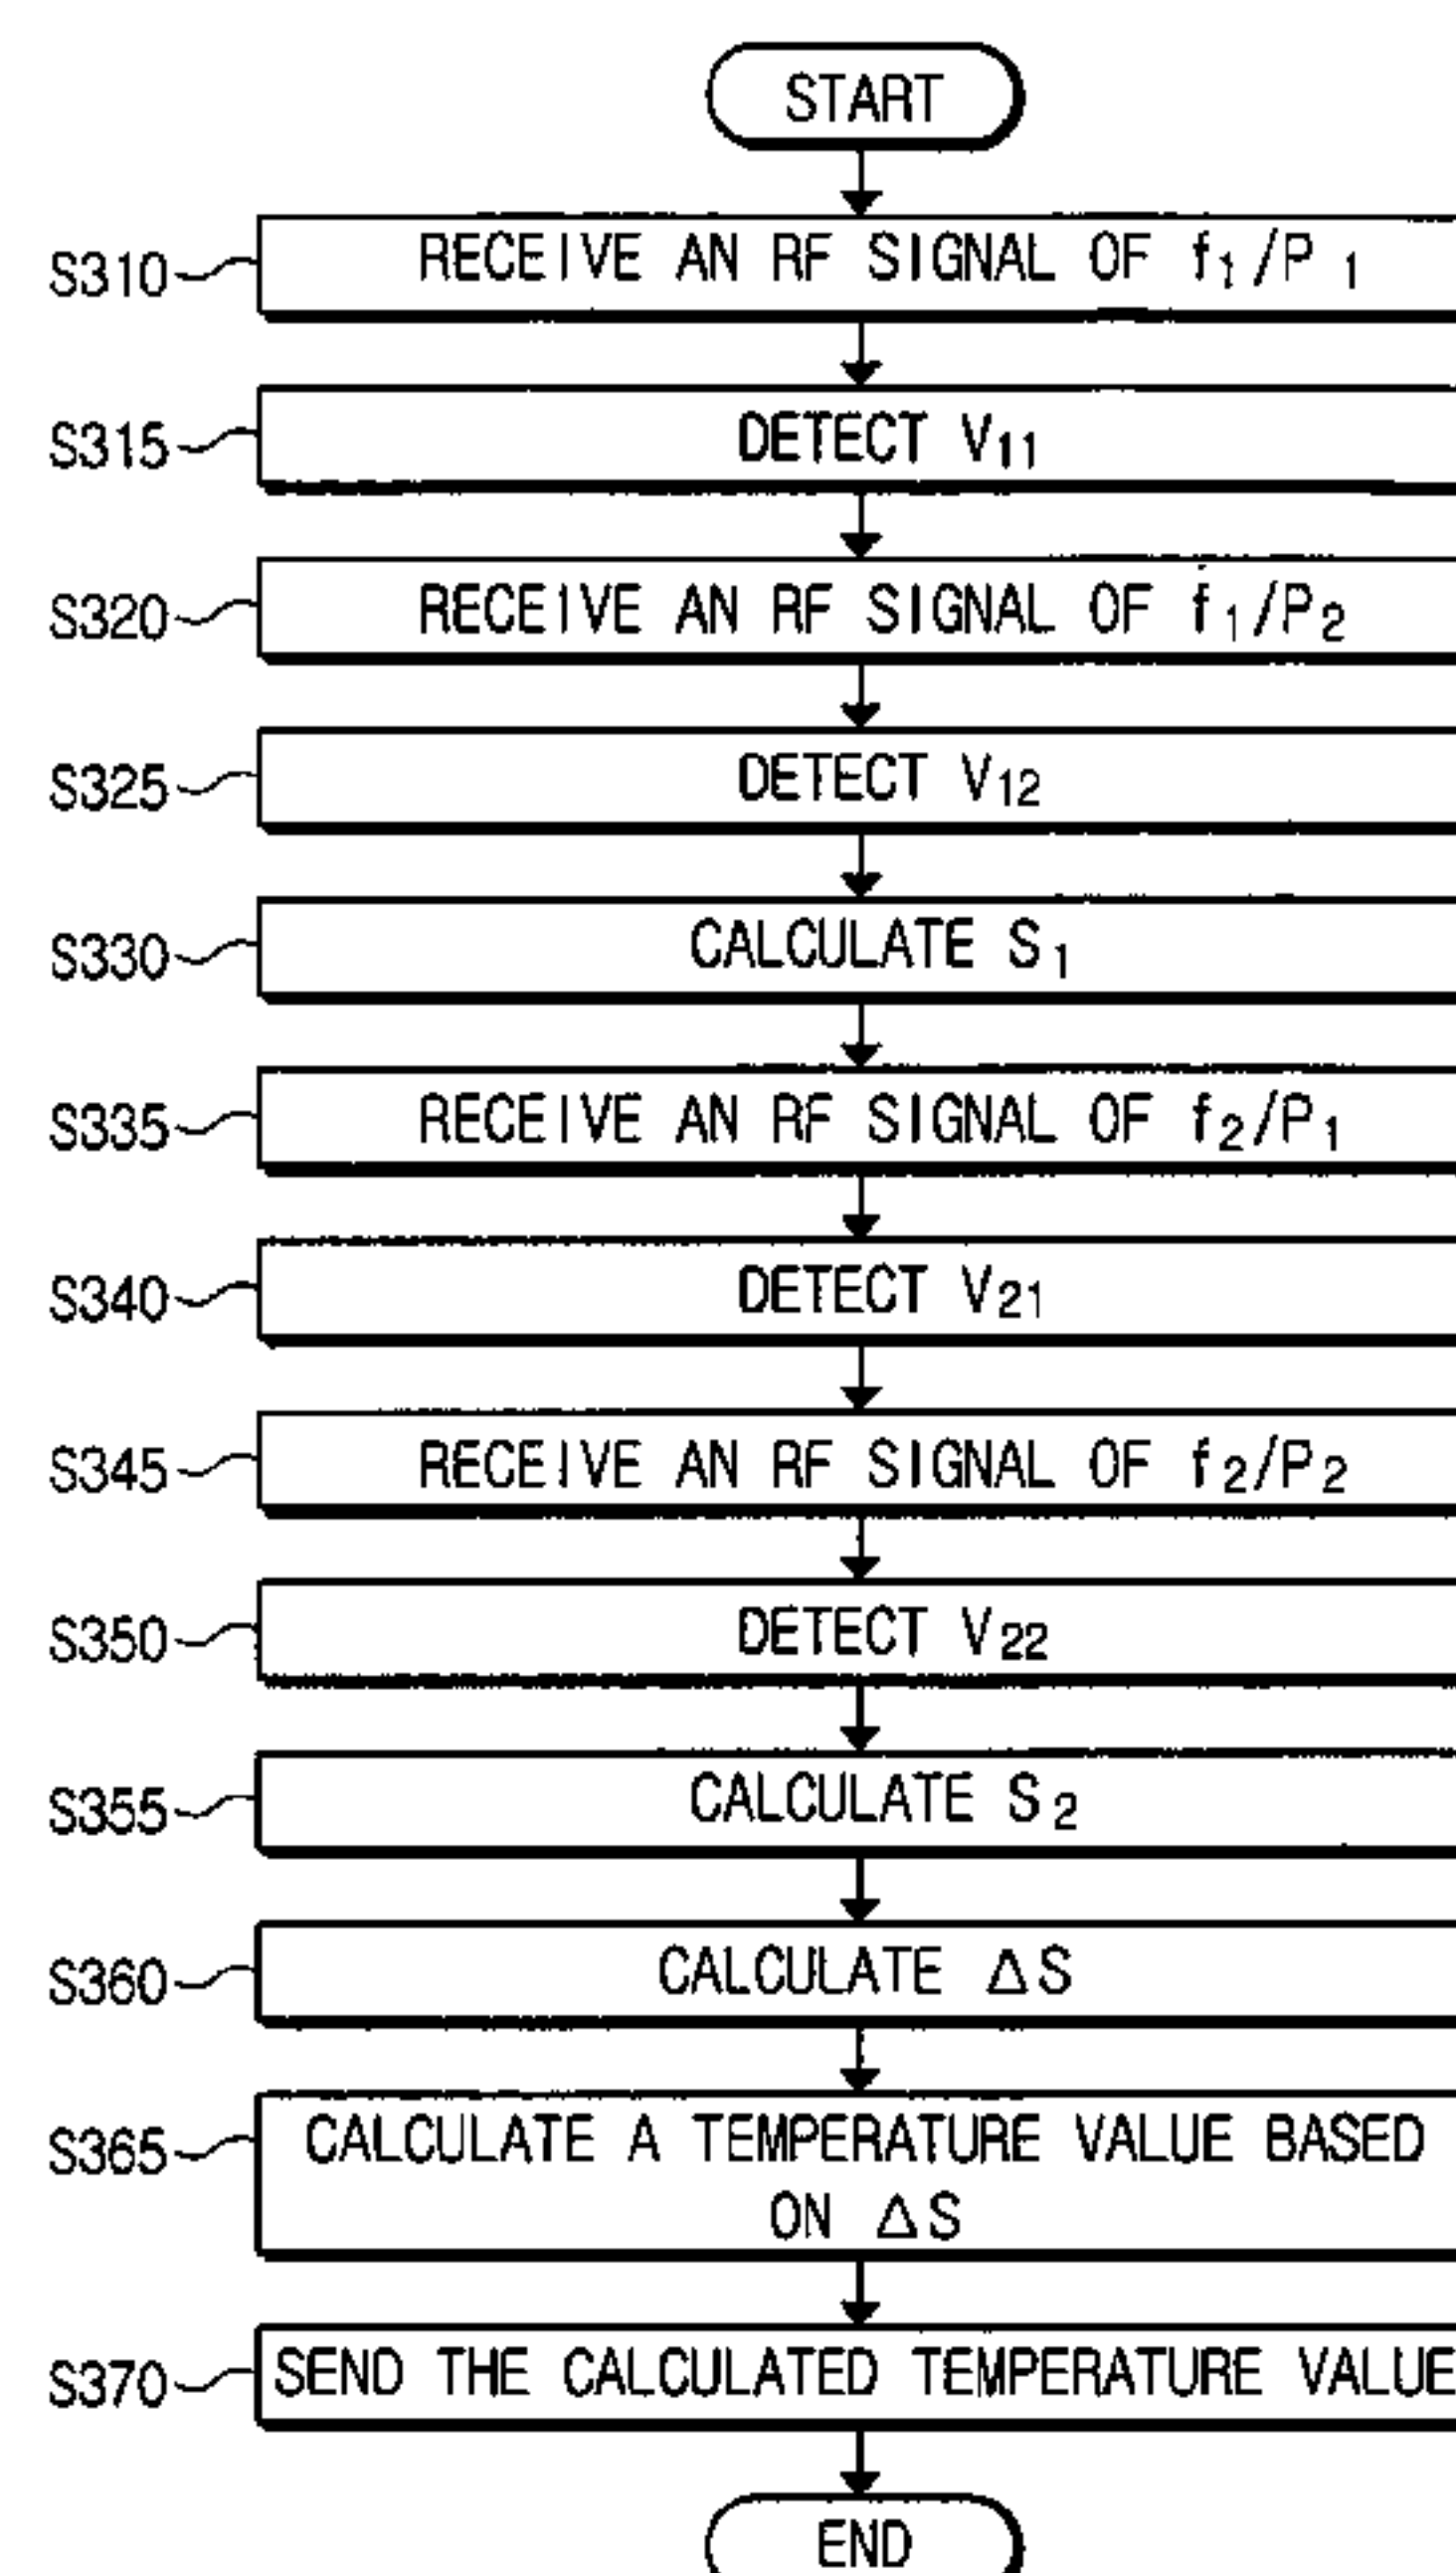 START
S310 RECEIVE AN RF SIGNAL OF f₁/P₁
S315 DETECT V₁₁
S320 RECEIVE AN RF SIGNAL OF f₁/P₂
S325 DETECT V₁₂
S330 CALCULATE S₁
S335 RECEIVE AN RF SIGNAL OF f₂/P₁
S340 DETECT V₂₁
S345 RECEIVE AN RF SIGNAL OF f₂/P₂
S350 DETECT V₂₂
S355 CALCULATE S₂
S360 CALCULATE ΔS
S365 CALCULATE A TEMPERATURE VALUE BASED
ON ΔS
S370 SEND THE CALCULATED TEMPERATURE VALUE
END